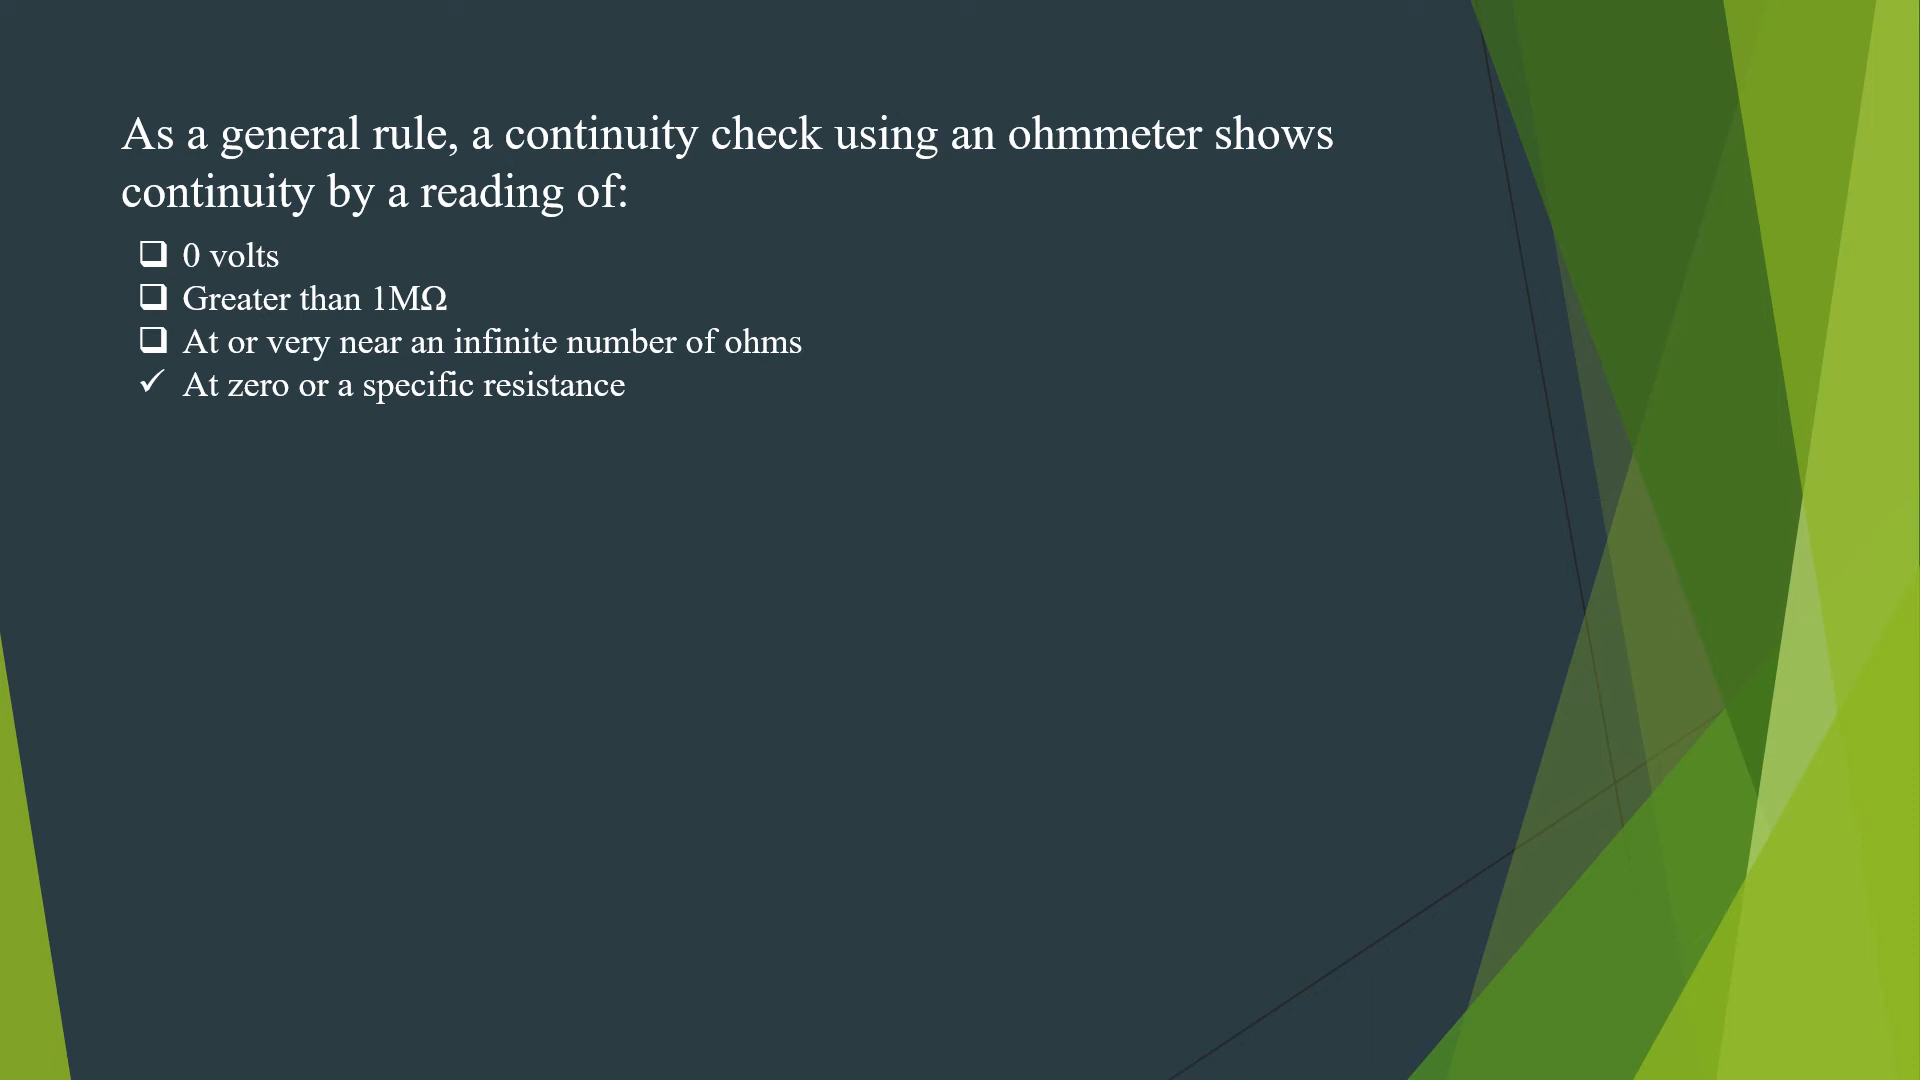 As a general rule, a continuity check using an ohmmeter shows
continuity by a reading of:
❑ 0 volts
❑ Greater than 1MΩ
❑ At or very near an infinite number of ohms
✓ At zero or a specific resistance